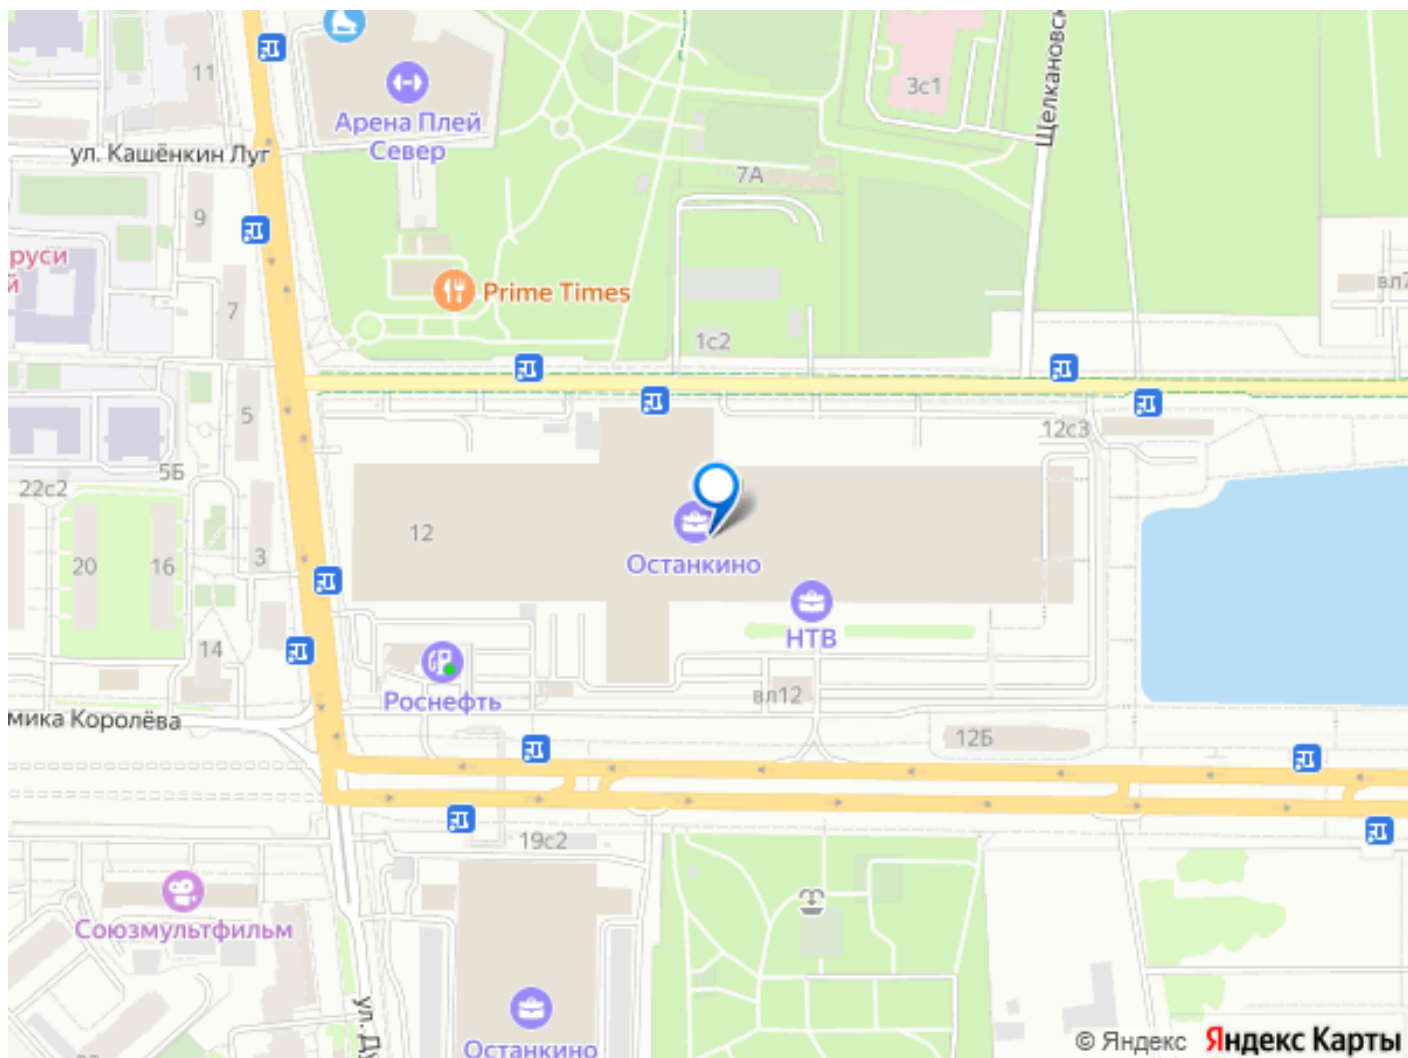 11
Арена Плей
Север
3с1
Щелкановск
ул. Кашёнкин Луг
7А
9
руси
й
Prime Times
вл7
7
1с2
5
12с3
5Б
22с2
12
3
20
16
Останкино
НТВ
14
Роснефть
вл12
мика Королёва
12Б
19с2
Союзмультфильм
ул. Д
Останкино
© Яндекс Яндекс Карты